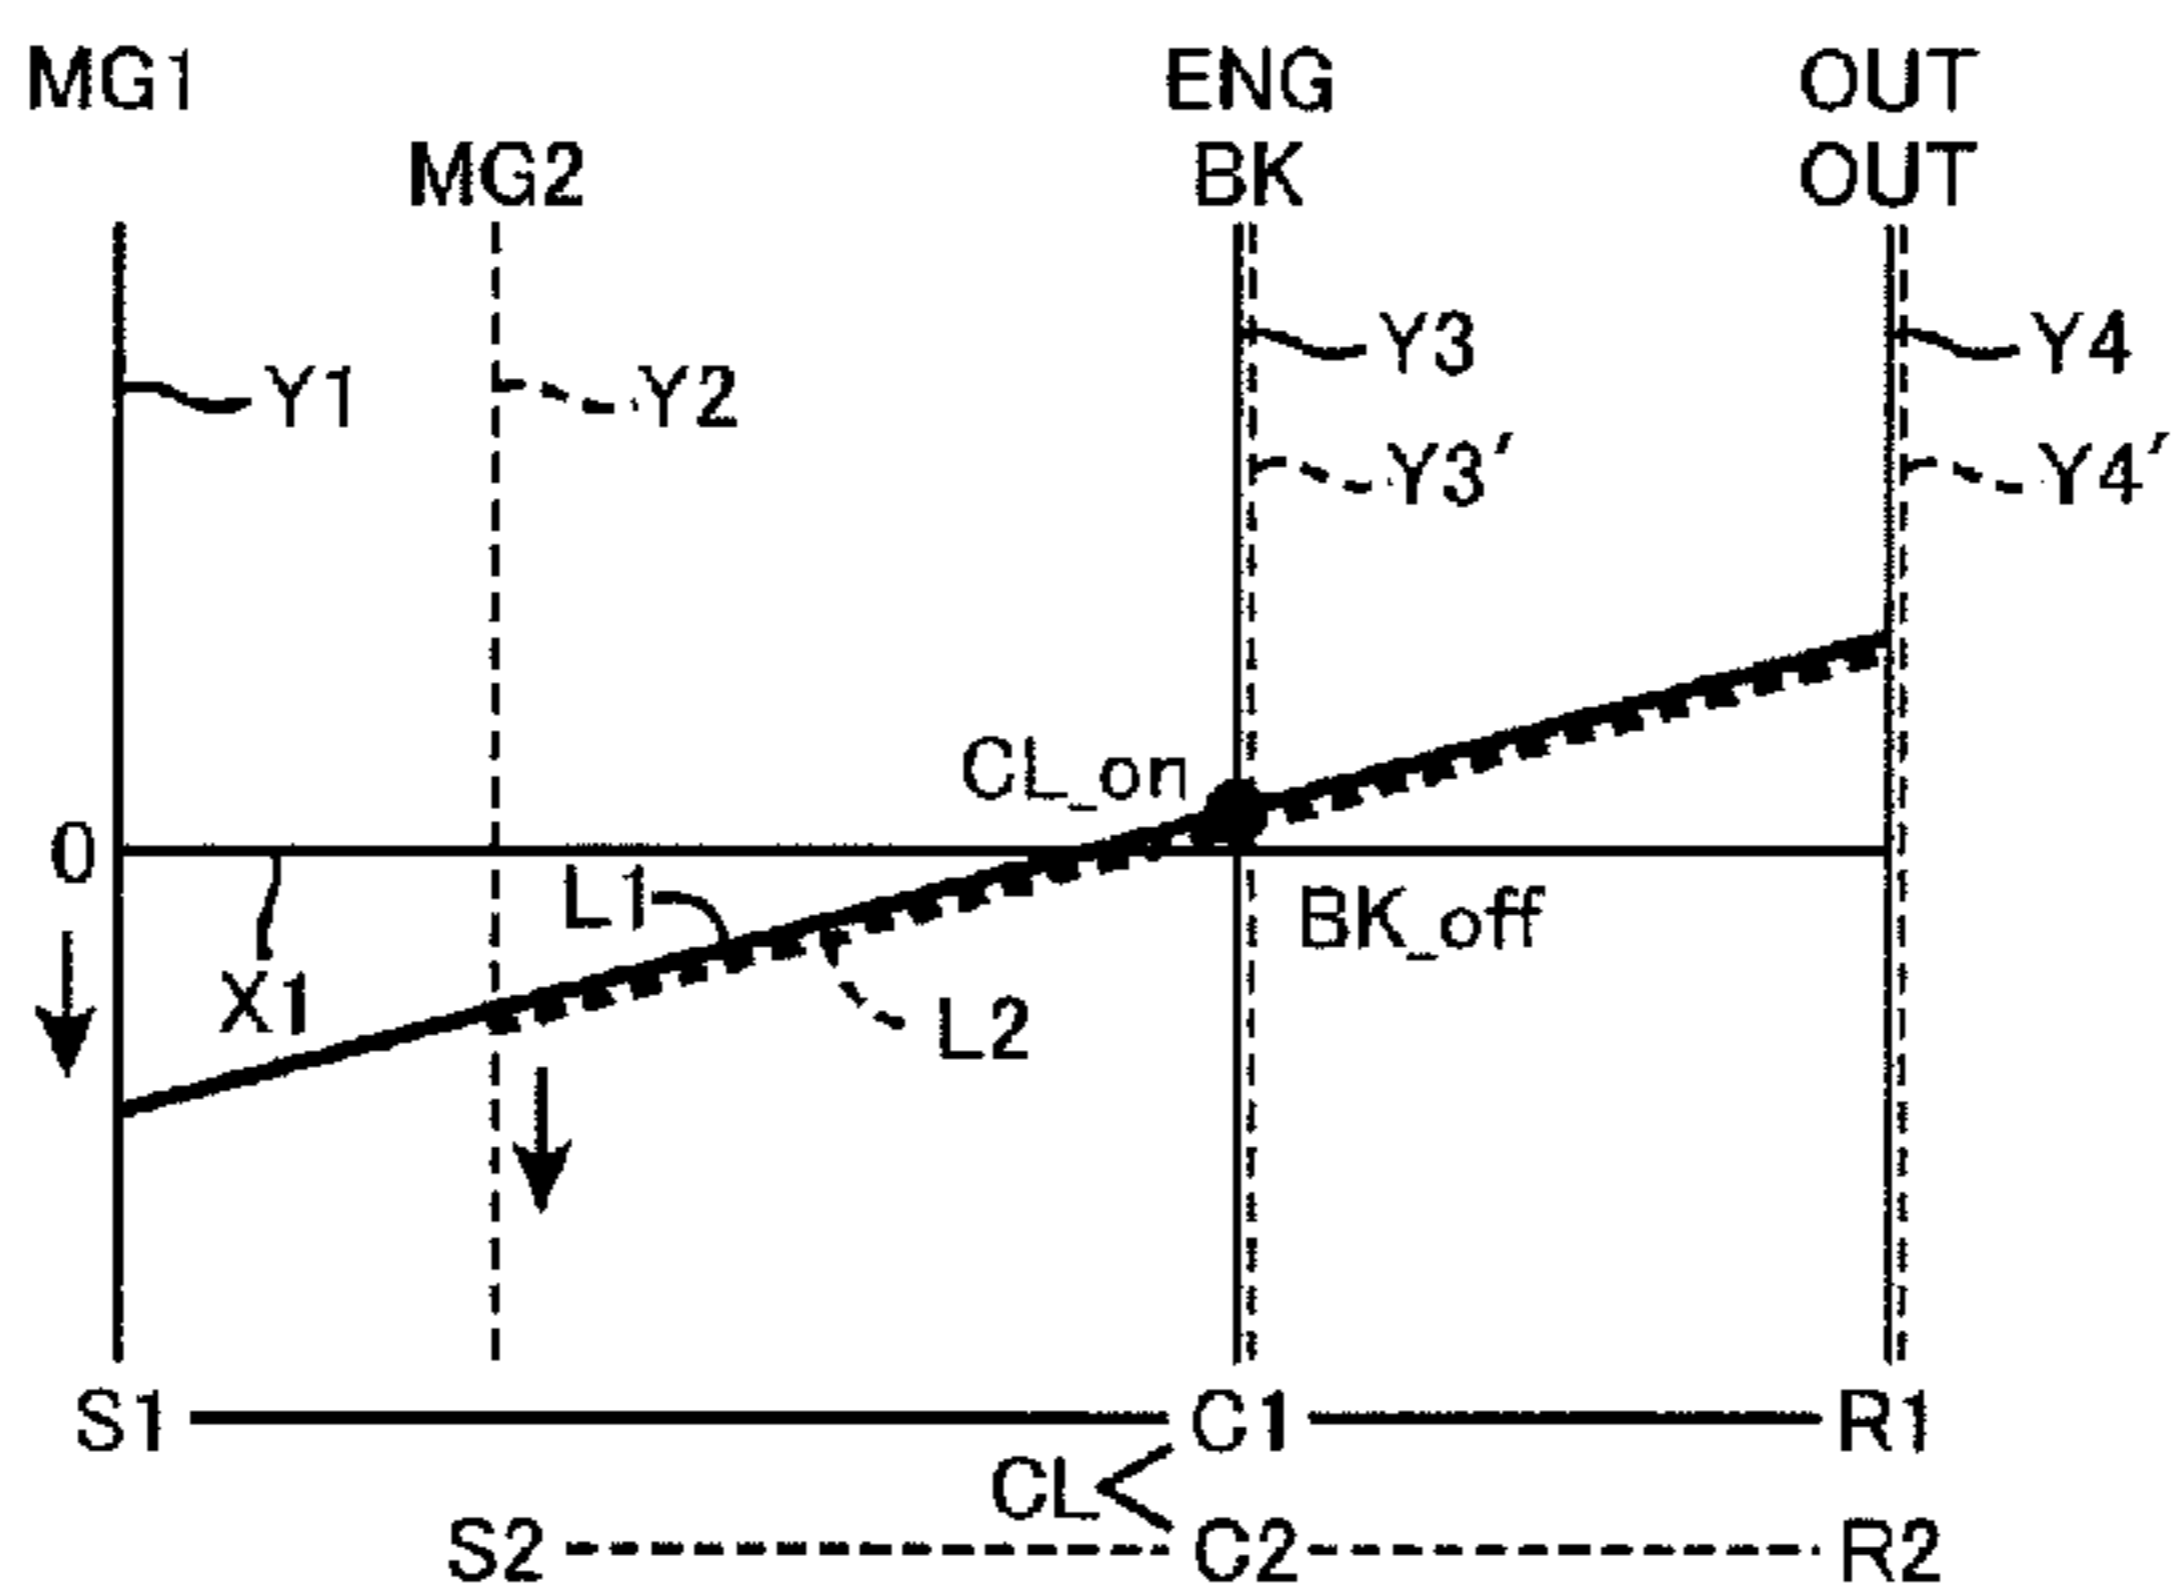 MG1 ENG OUT
MG2 BK OUT
Y3 Y4
Y1 Y2
Y3' Y4'
CL_on
0
L1 BK_off
X1 L2
S1 C1 R1
CL
S2 C2 R2